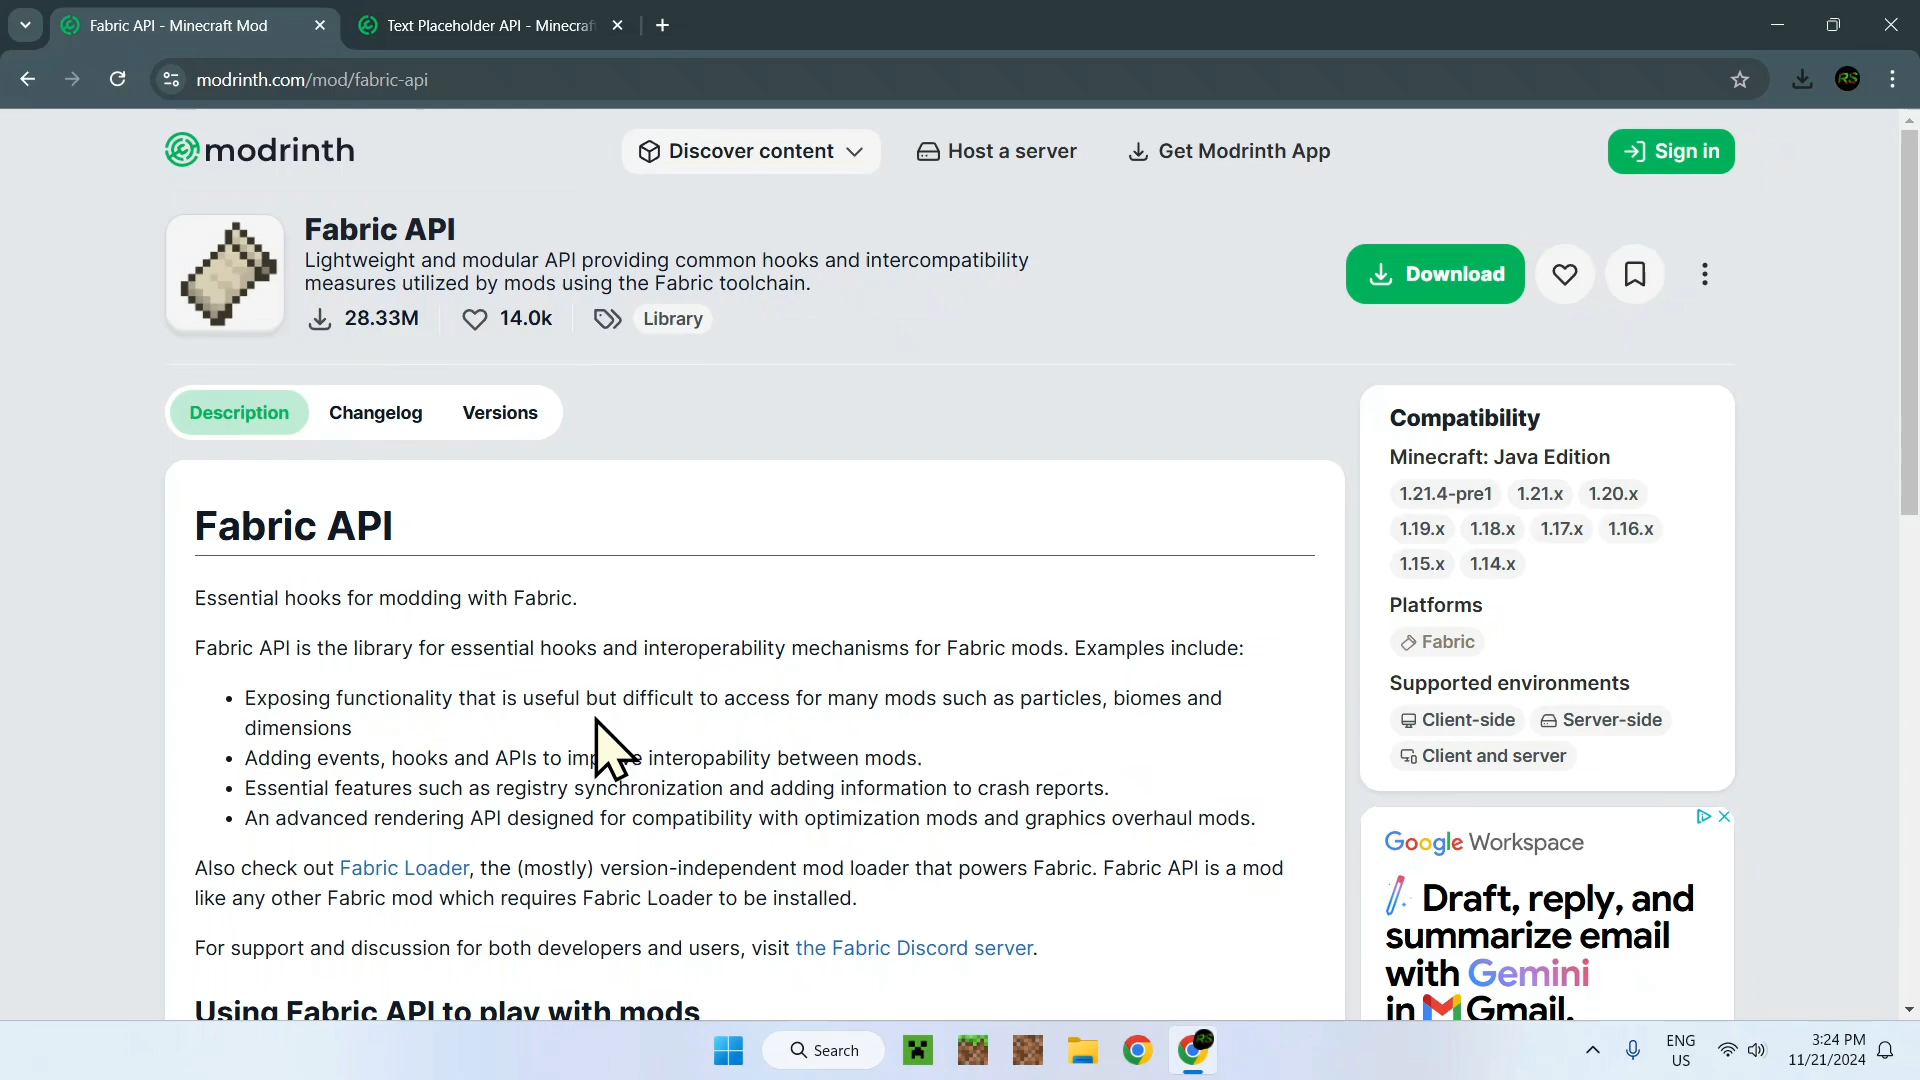 Fabric API - Minecraft Mod
Text Placeholder API - Minecraf
modrinth.com/mod/fabric-api
RS
modrinth
Discover content
Host a server
Get Modrinth App
Sign in
Fabric API
Lightweight and modular API providing common hooks and intercompatibility
measures utilized by mods using the Fabric toolchain.
28.33M
14.0k
Library
Download
Description
Changelog
Versions
Fabric API
Essential hooks for modding with Fabric.
Fabric API is the library for essential hooks and interoperability mechanisms for Fabric mods. Examples include:
• Exposing functionality that is useful but difficult to access for many mods such as particles, biomes and
dimensions
• Adding events, hooks and APIs to interopability between mods.
• Essential features such as registry synchronization and adding information to crash reports.
• An advanced rendering API designed for compatibility with optimization mods and graphics overhaul mods.
Also check out Fabric Loader, the (mostly) version-independent mod loader that powers Fabric. Fabric API is a mod
like any other Fabric mod which requires Fabric Loader to be installed.
For support and discussion for both developers and users, visit the Fabric Discord server.
Using Fabric API to play with mods
Compatibility
Minecraft: Java Edition
1.21.4-pre1 1.21.x 1.20.x
1.19.x 1.18.x 1.17.x 1.16.x
1.15.x 1.14.x
Platforms
Fabric
Supported environments
Client-side Server-side
Client and server
Google Workspace
Draft, reply, and
summarize email
with Gemini
in Gmail.
Search
RS
ENG
US
3:24 PM
11/21/2024